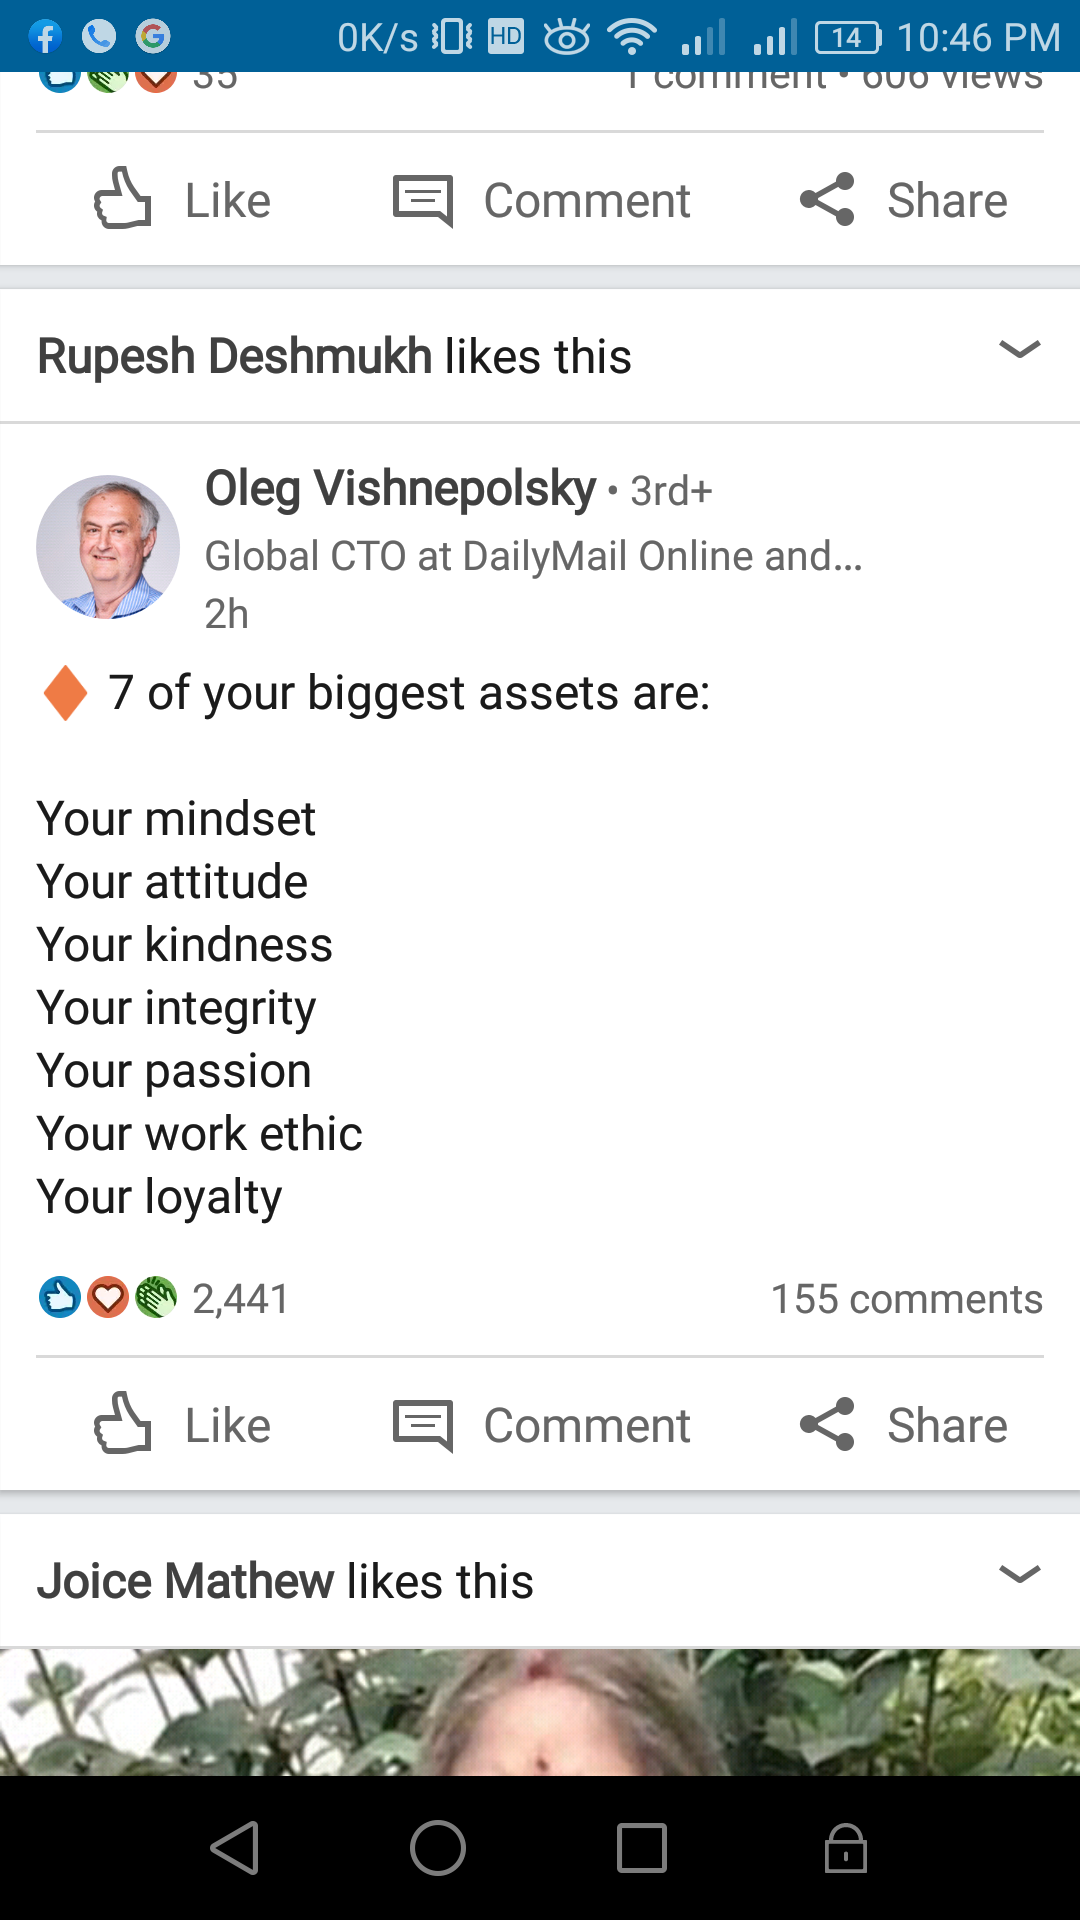 0K/s HD 14 10:46 PM
35 1 comment • 606 views
Like Comment Share
Rupesh Deshmukh likes this
Oleg Vishnepolsky • 3rd+
Global CTO at DailyMail Online and...
2h
7 of your biggest assets are:
Your mindset
Your attitude
Your kindness
Your integrity
Your passion
Your work ethic
Your loyalty
2,441 155 comments
Like Comment Share
Joice Mathew likes this